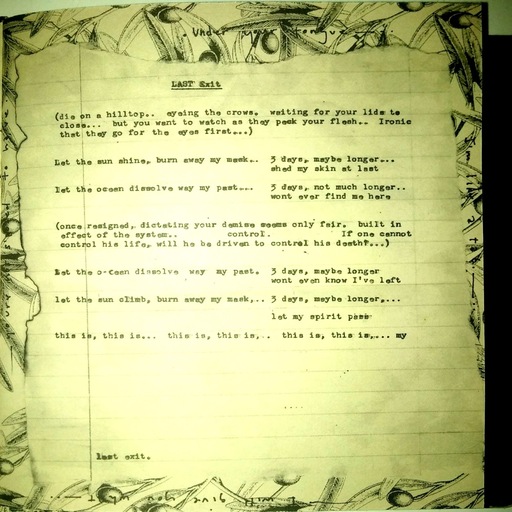 Under your tongue
LAST Exit
(die on a hilltop.. eyeing the crows, waiting for your lids to
close... but you want to watch as they peck your flesh.. Ironic
that they go for the eyes first...)
Let the sun shine, burn away my mask... 3 days, maybe longer...
shed my skin at last
let the ocean dissolve way my past.... 3 days, not much longer..
wont ever find me here
(once resigned, dictating your demise seems only fair. built in
effect of the system.. control. If one cannot
control his life, will he be driven to control his death?...)
Let the o-cean dissolve way my past. 3 days, maybe longer
wont even know I've left
let the sun climb, burn away my mask,.. 3 days, maybe longer,...
let my spirit pass
this is, this is... this is, this is,.. this is, this is,... my
last exit.